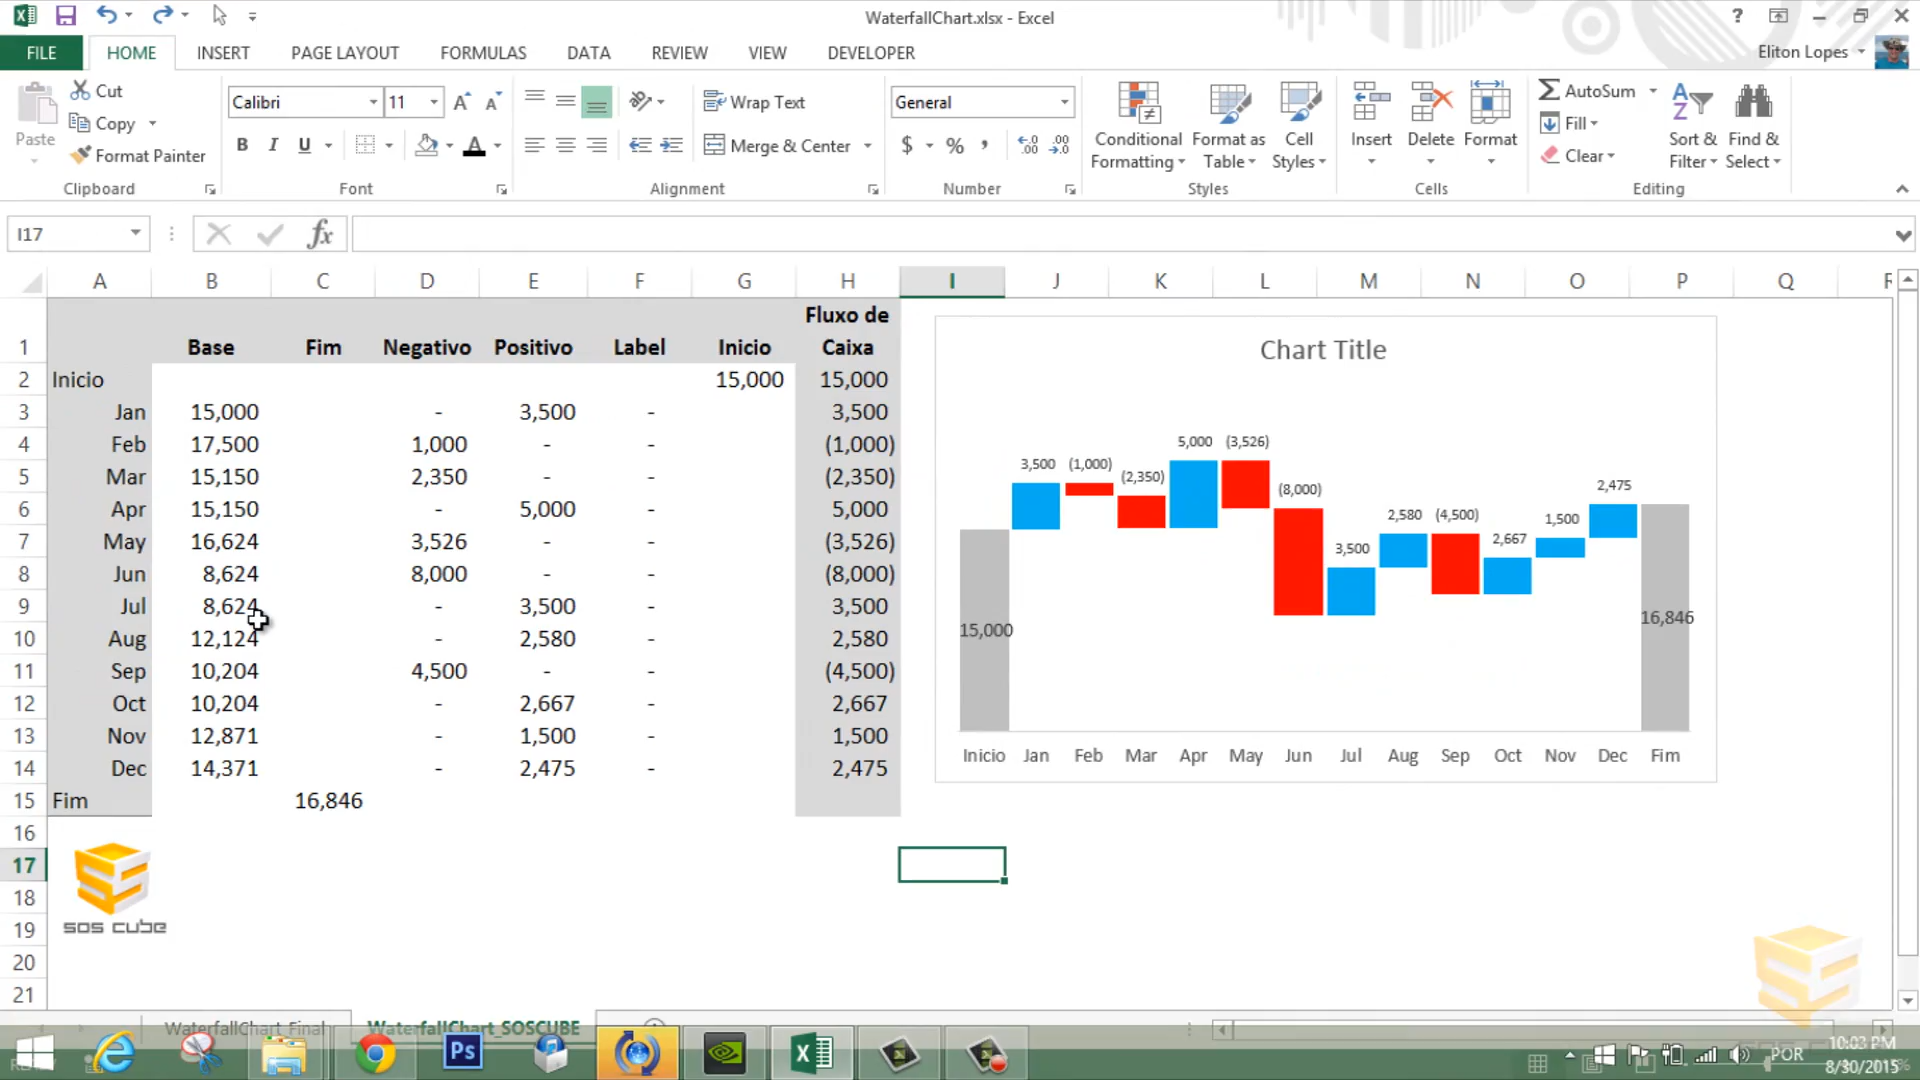 WaterfallChart.xlsx - Excel
?
FILE HOME INSERT PAGE LAYOUT FORMULAS DATA REVIEW VIEW DEVELOPER
Eliton Lopes
Paste
Cut
Copy
Format Painter
Clipboard
Calibri 11
B I U A
Font
Wrap Text
Merge & Center
Alignment
General
$ % ,
Number
Conditional Formatting
Format as Table
Cell Styles
Styles
Insert
Delete
Format
Cells
AutoSum
Fill
Clear
Sort & Filter
Find & Select
Editing
I17
fx
A B C D E F G H I J K L M N O P Q R
1 Base Fim Negativo Positivo Label Inicio Fluxo de Caixa
2 Inicio 15,000 15,000
3 Jan 15,000 - 3,500 - 3,500
4 Feb 17,500 1,000 - - (1,000)
5 Mar 15,150 2,350 - - (2,350)
6 Apr 15,150 - 5,000 - 5,000
7 May 16,624 3,526 - - (3,526)
8 Jun 8,624 8,000 - - (8,000)
9 Jul 8,624 - 3,500 - 3,500
10 Aug 12,124 - 2,580 - 2,580
11 Sep 10,204 4,500 - - (4,500)
12 Oct 10,204 - 2,667 - 2,667
13 Nov 12,871 - 1,500 - 1,500
14 Dec 14,371 - 2,475 - 2,475
15 Fim 16,846
16
17
18
19
20
21
sos cube
Chart Title
15,000 3,500 (1,000) (2,350) 5,000 (3,526) (8,000) 3,500 2,580 (4,500) 2,667 1,500 2,475 16,846
Inicio Jan Feb Mar Apr May Jun Jul Aug Sep Oct Nov Dec Fim
WaterfallChart_Final WaterfallChart_SOSCUBE
Ps
POR
10:03 PM
8/30/2015